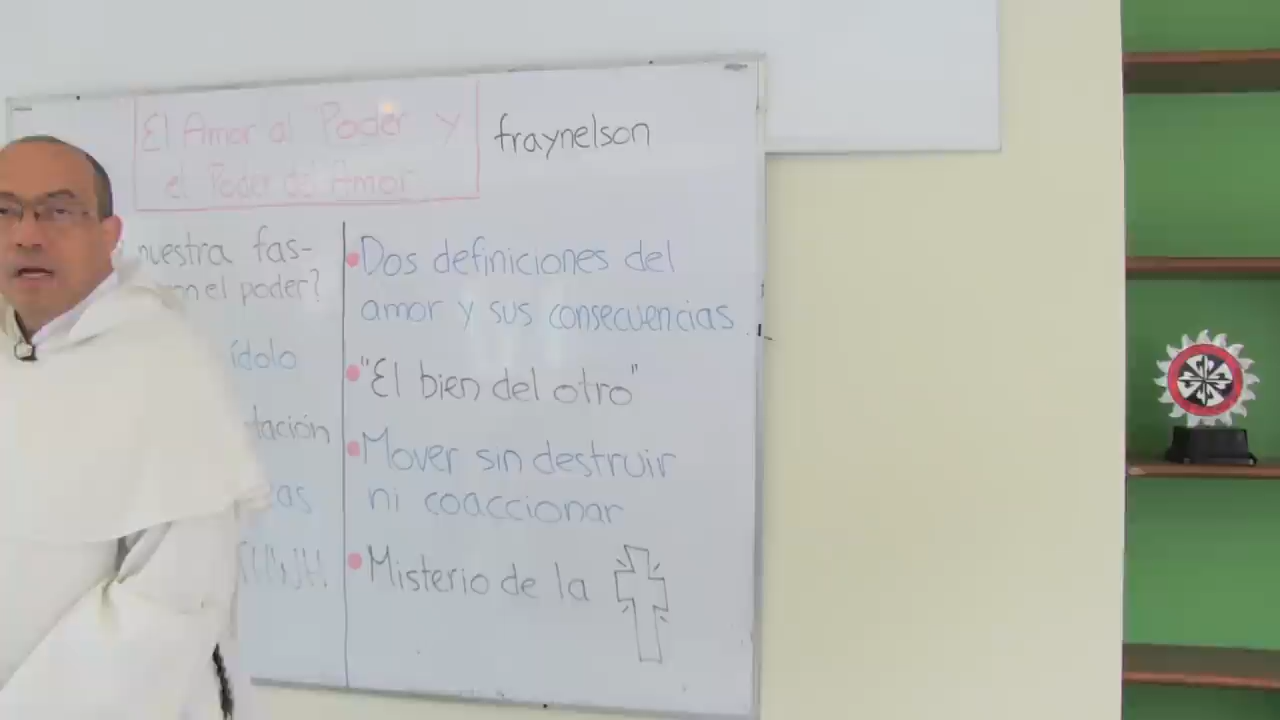 El Amor al Poder y
el Poder del Amor
fraynelson
nuestra fas-
el poder?
ídolo
Dos definiciones del
amor y sus consecuencias
"El bien del otro"
Mover sin destruir
ni coaccionar
Misterio de la